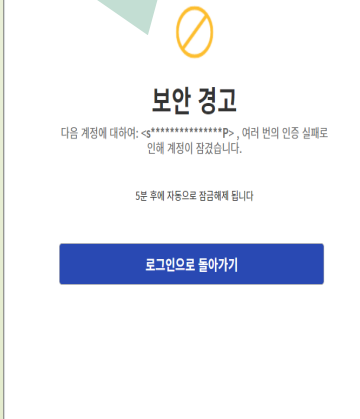 보안 경고
다음 계정에 대하여: <s***************P> , 여러 번의 인증 실패로
인해 계정이 잠겼습니다.
5분 후에 자동으로 잠금해제 됩니다
로그인으로 돌아가기